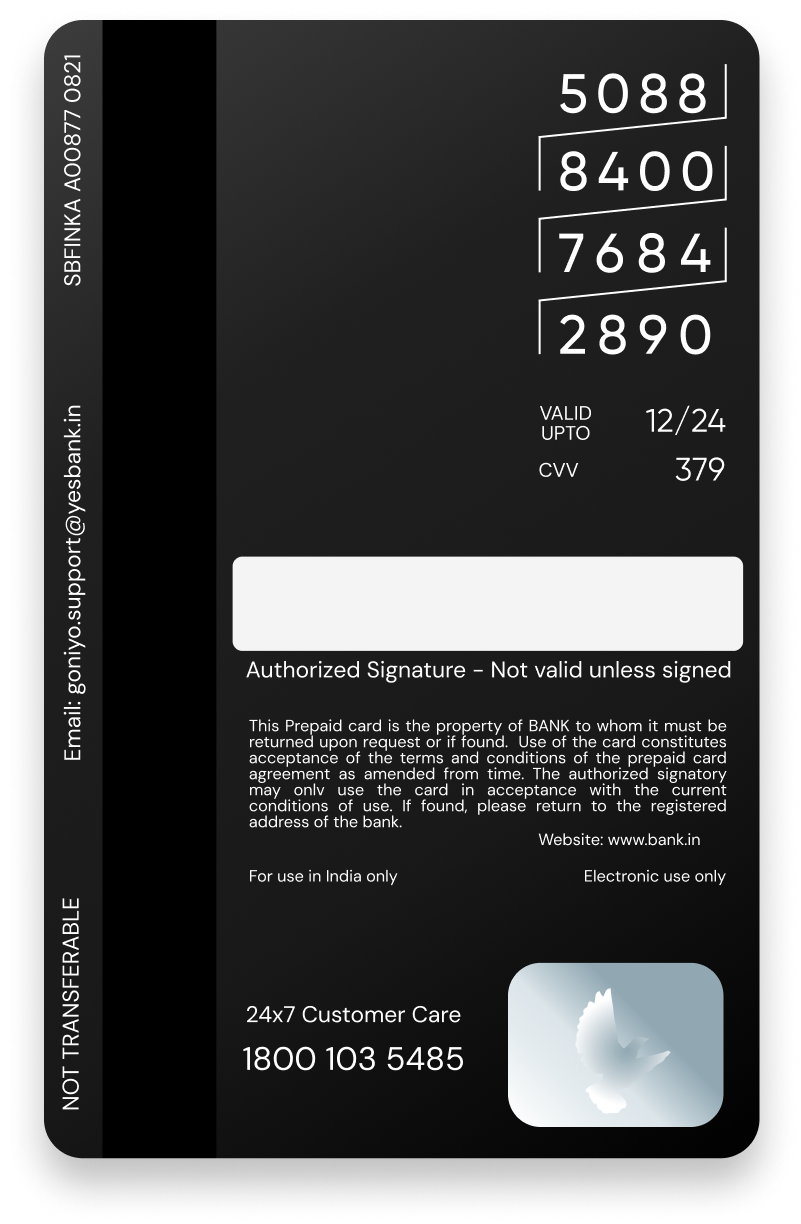 SBFINKA A00877 0821
Email: goniyo.support@yesbank.in
NOT TRANSFERABLE
5088
8400
7684
2890
VALID UPTO 12/24
CVV 379
Authorized Signature - Not valid unless signed
This Prepaid card is the property of BANK to whom it must be
returned upon request or if found. Use of the card constitutes
acceptance of the terms and conditions of the prepaid card
agreement as amended from time. The authorized signatory
may onlv use the card in acceptance with the current
conditions of use. If found, please return to the registered
address of the bank.
Website: www.bank.in
For use in India only
Electronic use only
24x7 Customer Care
1800 103 5485